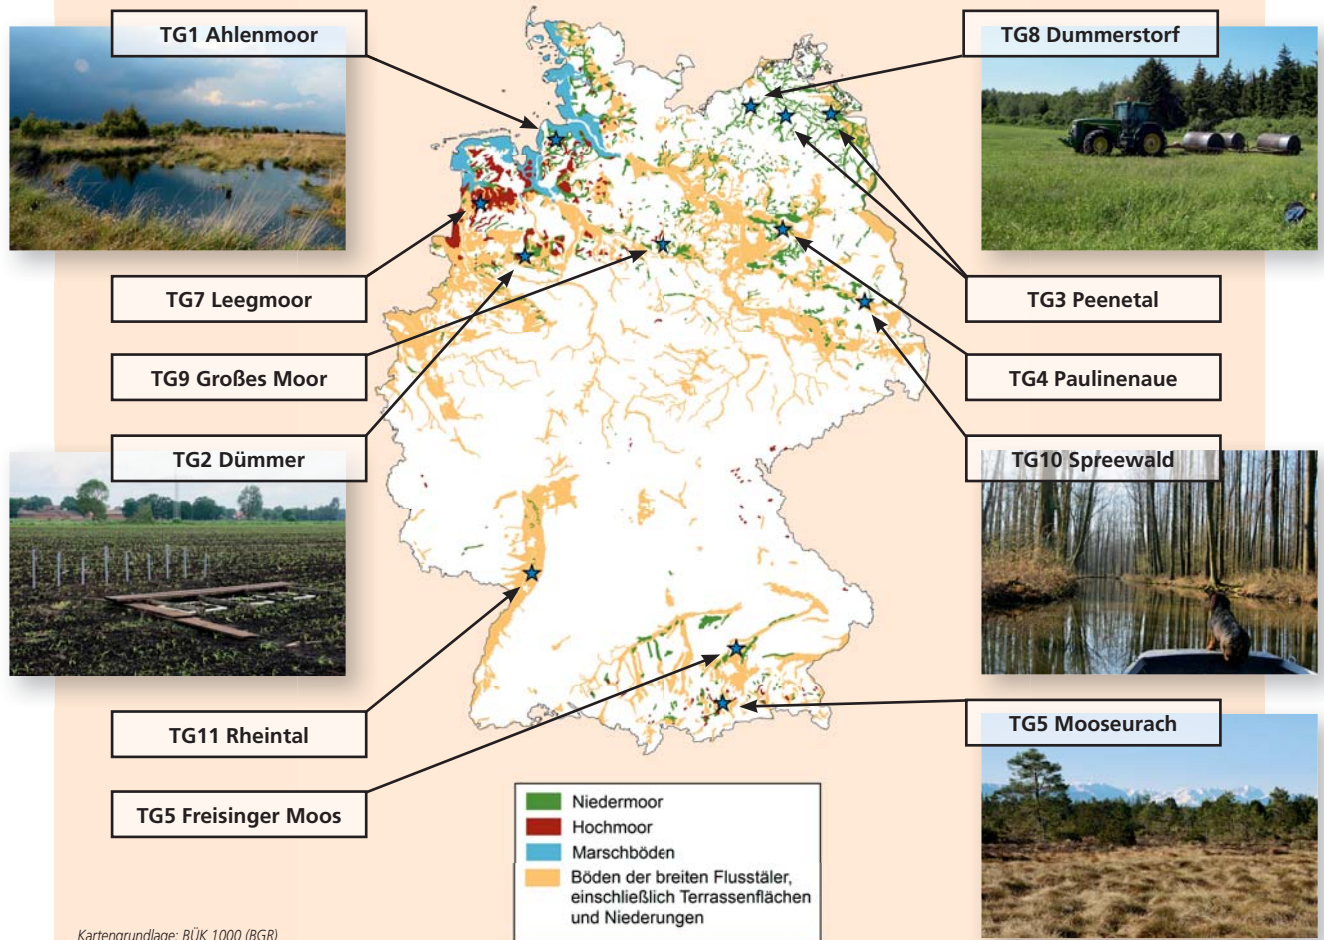 TG1 Ahlenmoor
TG8 Dummerstorf
TG7 Leegmoor
TG3 Peenetal
TG9 Großes Moor
TG4 Paulinenaue
TG2 Dümmer
TG10 Spreewald
TG11 Rheintal
TG5 Mooseurach
TG5 Freisinger Moos
Niedermoor
Hochmoor
Marschböden
Böden der breiten Flusstäler,
einschließlich Terrassenflächen
und Niederungen
Kartengrundlage: BÜK 1000 (BGR)